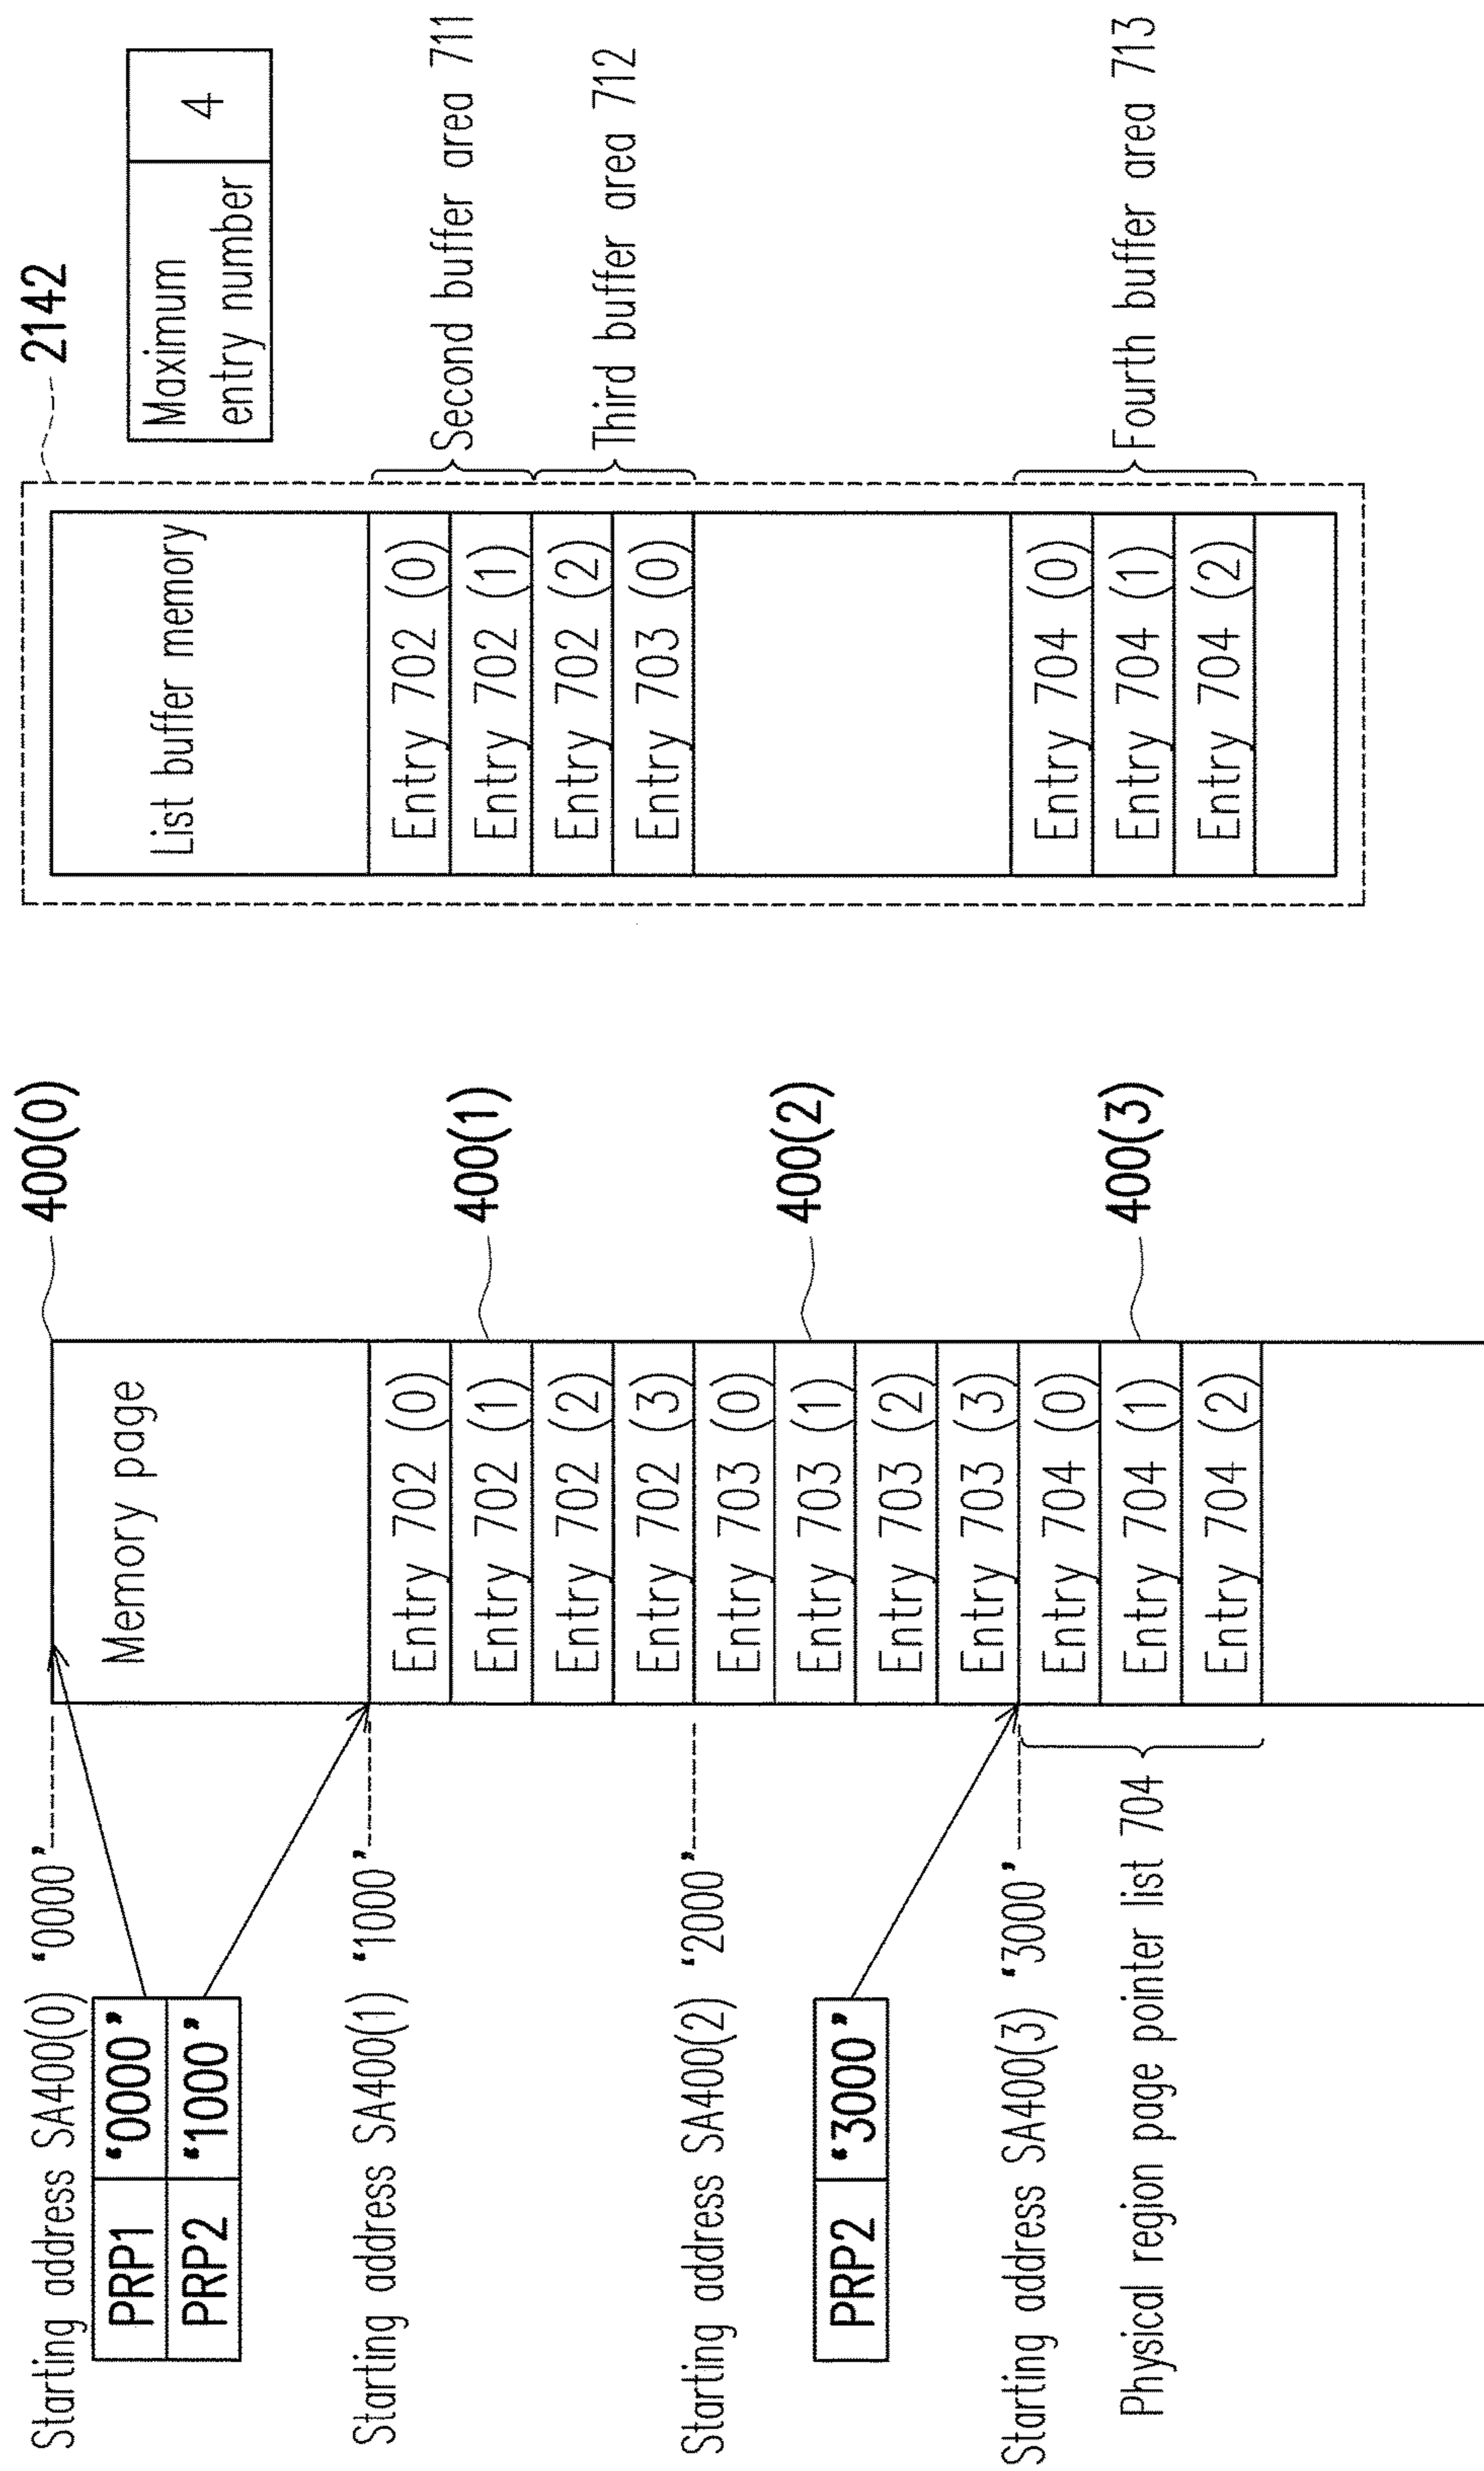 Starting address SA400(0) “0000”
PRP1 “0000”
PRP2 “1000”
Starting address SA400(1) “1000”
Starting address SA400(2) “2000”
PRP2 “3000”
Starting address SA400(3) “3000”
Physical region page pointer list 704
400(0)
Memory page
Entry 702 (0)
Entry 702 (1)
400(1)
Entry 702 (2)
Entry 702 (3)
Entry 703 (0)
Entry 703 (1)
400(2)
Entry 703 (2)
Entry 703 (3)
Entry 704 (0)
Entry 704 (1)
400(3)
Entry 704 (2)
2142
List buffer memory
Maximum
entry number
4
Entry 702 (0)
Entry 702 (1)
Second buffer area 711
Entry 702 (2)
Entry 703 (0)
Third buffer area 712
Entry 704 (0)
Entry 704 (1)
Entry 704 (2)
Fourth buffer area 713